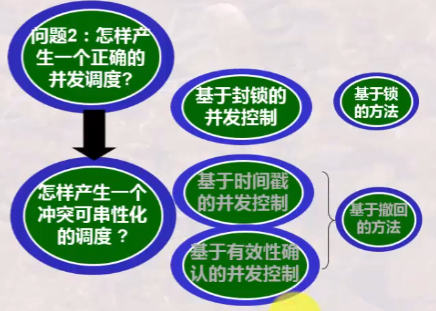 问题2：怎样产
生一个正确的
并发调度？
基于封锁的
并发控制
基于锁
的方法
怎样产生一个
冲突可串性化
的调度？
基于时间戳
的并发控制
基于撤回
的方法
基于有效性确
认的并发控制